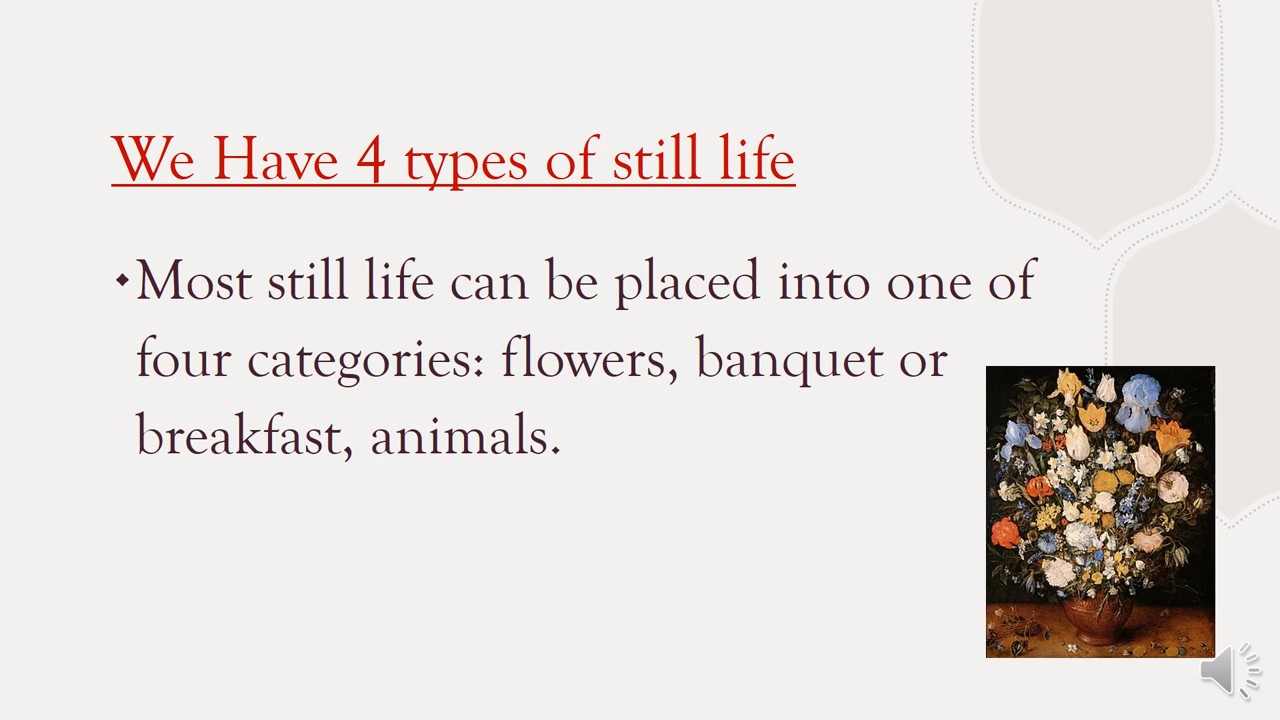 We Have 4 types of still life
•Most still life can be placed into one of
four categories: flowers, banquet or
breakfast, animals.